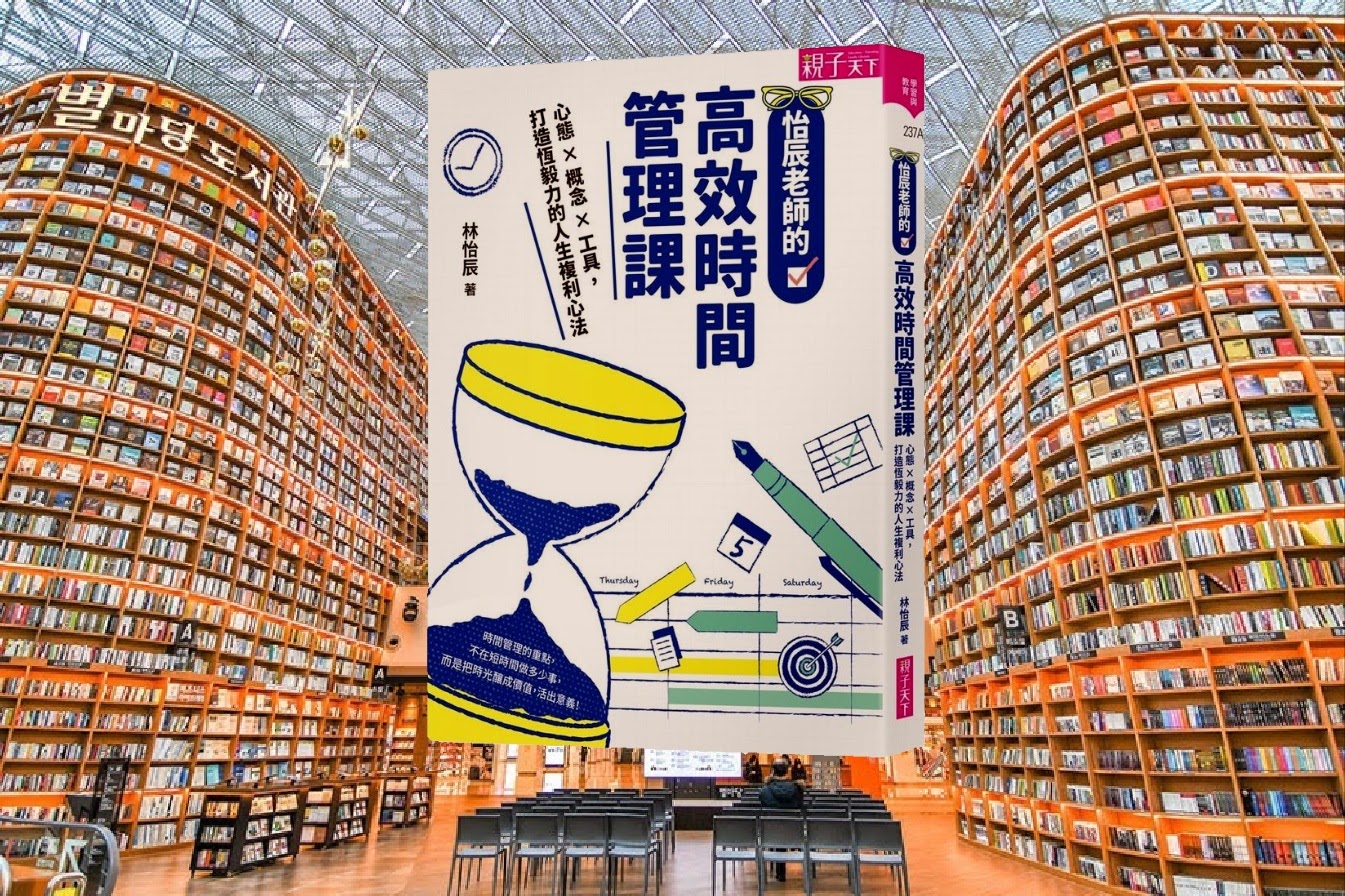 별마당 도서관
親子天下
怡辰老師的
高效時間
管理課
心態 × 概念 × 工具，
打造恆毅力的人生複利心法
林怡辰 著
5
Thursday
Friday
Saturday
時間管理的重點，
不在短時間做多少事，
而是把時光釀成價值，活出意義！
學習與
教育
237A
怡辰老師的
高效時間管理課
心態 × 概念 × 工具，
打造恆毅力的人生複利心法
林怡辰 著
親子天下
A
A
B